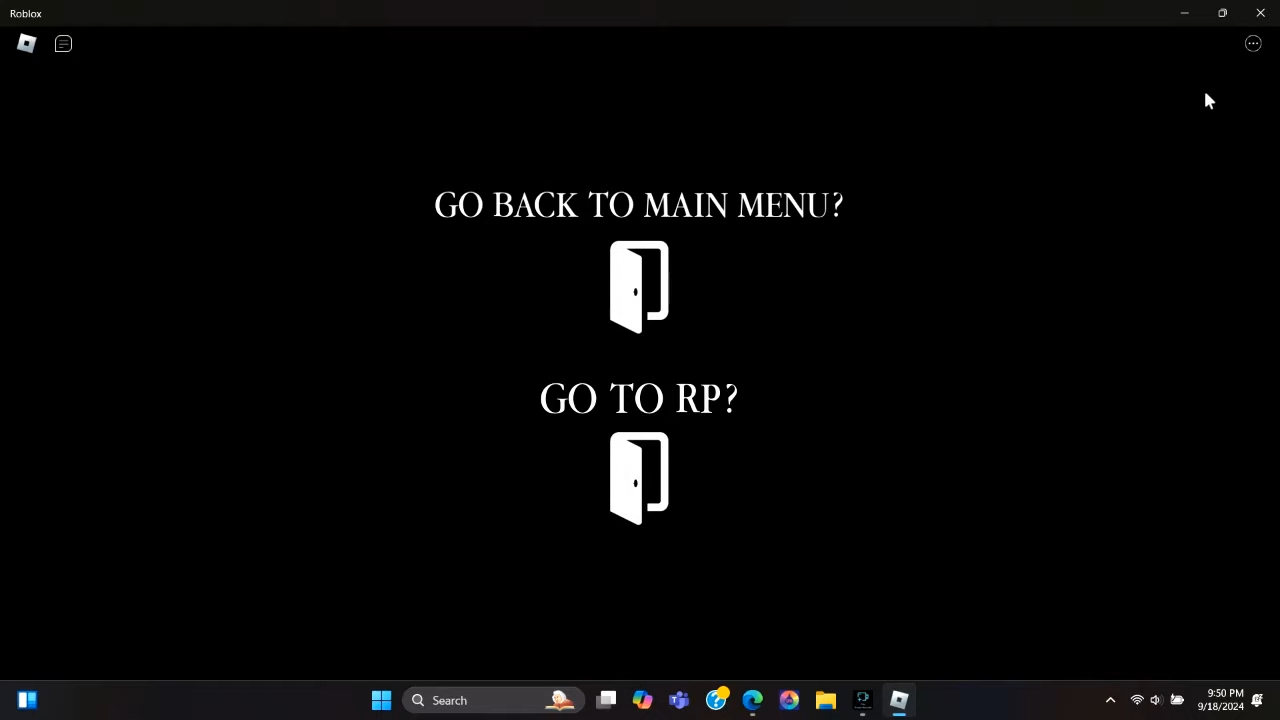 Roblox
GO BACK TO MAIN MENU?
GO TO RP?
Search
9:50 PM
9/18/2024